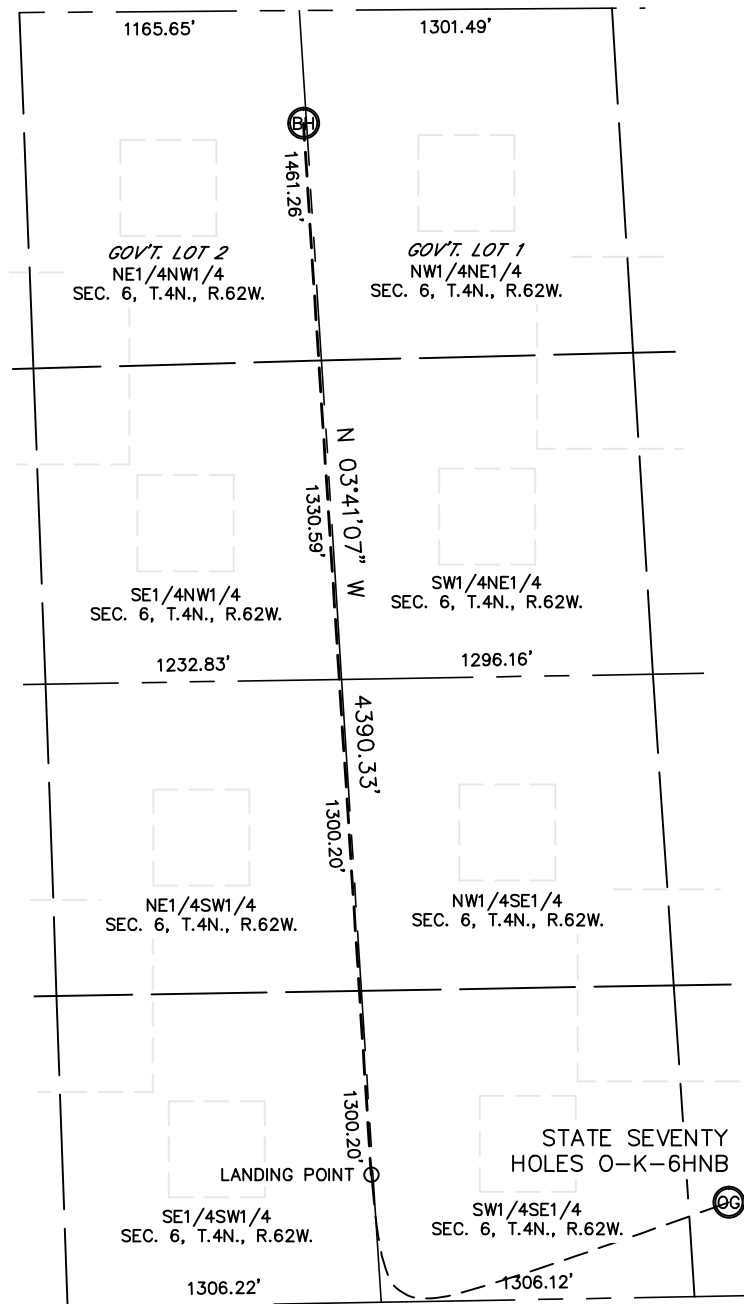 1165.65'
1301.49'
BH
1461.26'
GOV'T. LOT 2
NE1/4NW1/4
SEC. 6, T.4N., R.62W.
GOV'T. LOT 1
NW1/4NE1/4
SEC. 6, T.4N., R.62W.
N 03°41'07" W
1330.59'
SE1/4NW1/4
SEC. 6, T.4N., R.62W.
SW1/4NE1/4
SEC. 6, T.4N., R.62W.
1232.83'
1296.16'
4390.33'
1300.20'
NE1/4SW1/4
SEC. 6, T.4N., R.62W.
NW1/4SE1/4
SEC. 6, T.4N., R.62W.
1300.20'
STATE SEVENTY
HOLES O-K-6HNB
LANDING POINT
OG
SE1/4SW1/4
SEC. 6, T.4N., R.62W.
SW1/4SE1/4
SEC. 6, T.4N., R.62W.
1306.22'
1306.12'